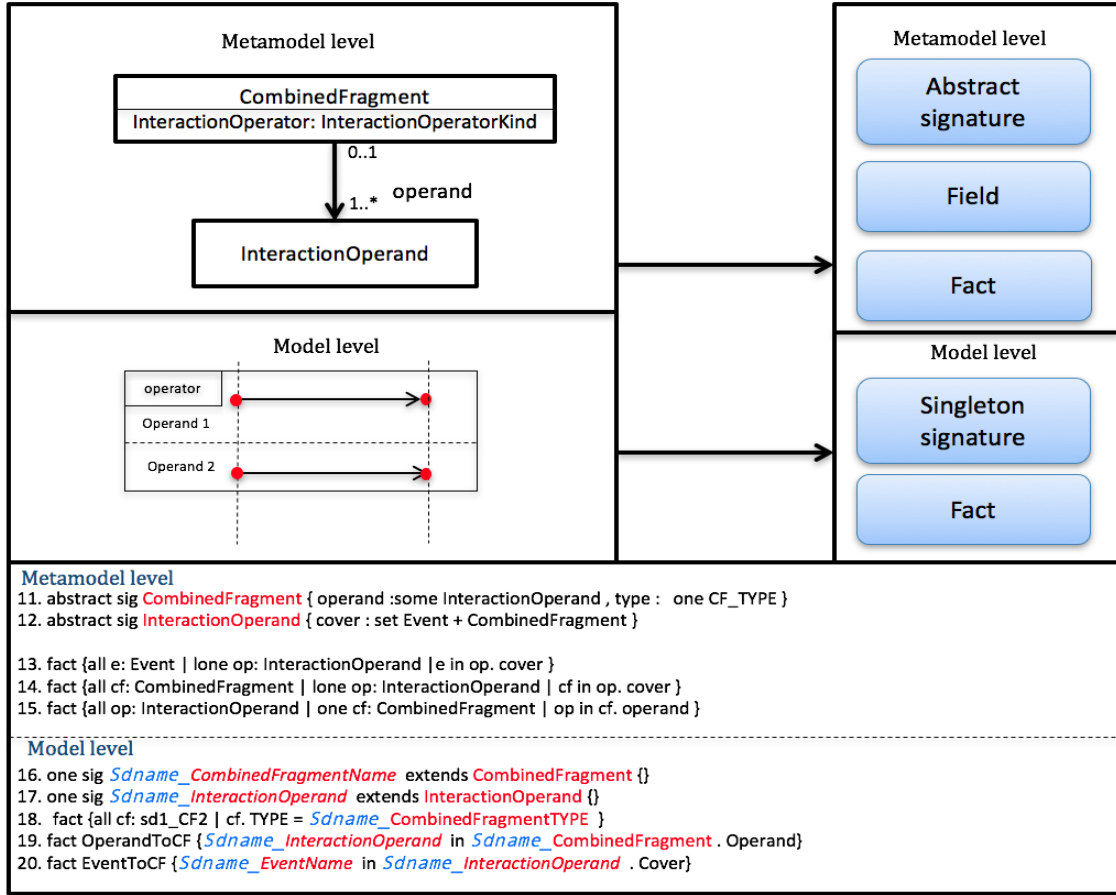 Metamodel level
CombinedFragment
InteractionOperator: InteractionOperatorKind
0..1
1..* operand
InteractionOperand
Model level
operator
Operand 1
Operand 2
Metamodel level
Abstract
signature
Field
Fact
Model level
Singleton
signature
Fact
Metamodel level
11. abstract sig CombinedFragment { operand :some InteractionOperand , type : one CF_TYPE }
12. abstract sig InteractionOperand { cover : set Event + CombinedFragment }
13. fact {all e: Event | lone op: InteractionOperand |e in op. cover }
14. fact {all cf: CombinedFragment | lone op: InteractionOperand | cf in op. cover }
15. fact {all op: InteractionOperand | one cf: CombinedFragment | op in cf. operand }
Model level
16. one sig Sdname_CombinedFragmentName extends CombinedFragment {}
17. one sig Sdname_InteractionOperand extends InteractionOperand {}
18. fact {all cf: sd1_CF2 | cf. TYPE = Sdname_CombinedFragmentTYPE }
19. fact OperandToCF {Sdname_InteractionOperand in Sdname_CombinedFragment . Operand}
20. fact EventToCF {Sdname_EventName in Sdname_InteractionOperand . Cover}